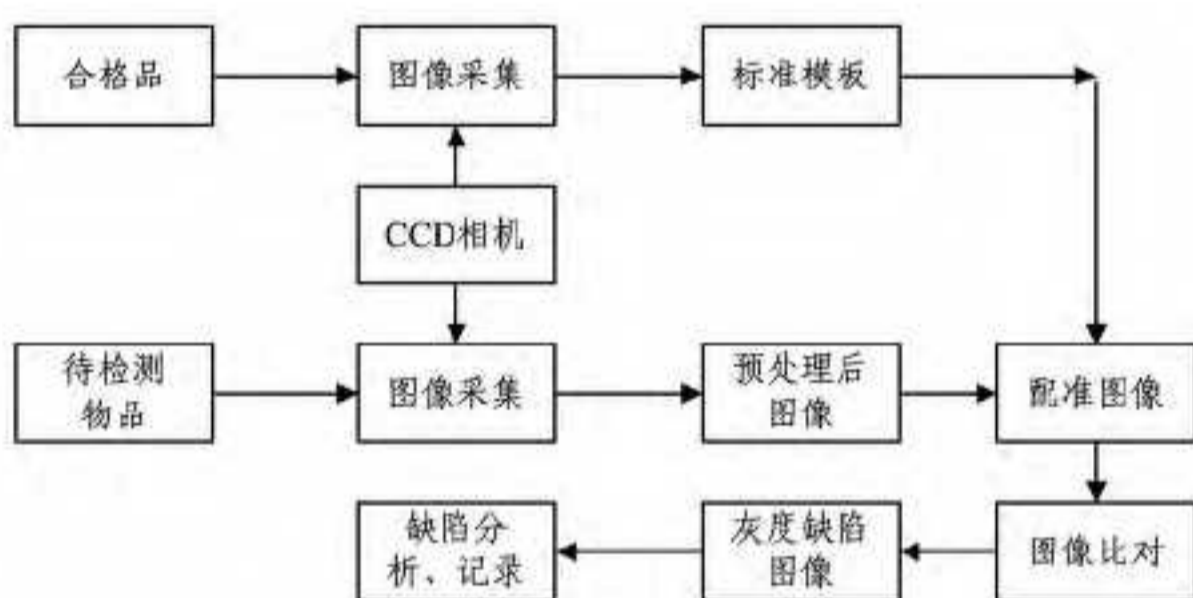 合格品
图像采集
标准模板
CCD相机
待检测
物品
图像采集
预处理后
图像
配准图像
缺陷分
析、记录
灰度缺陷
图像
图像比对